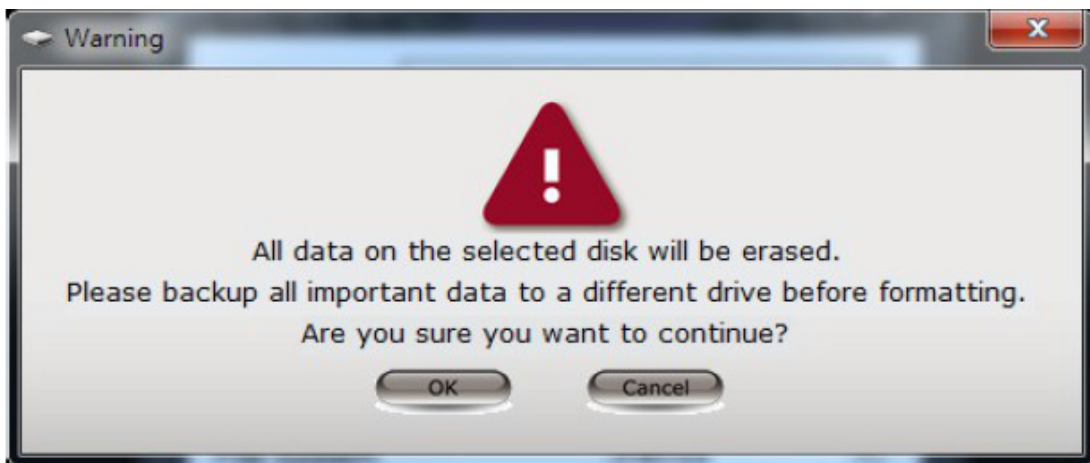 Warning
X
!
All data on the selected disk will be erased.
Please backup all important data to a different drive before formatting.
Are you sure you want to continue?
OK Cancel